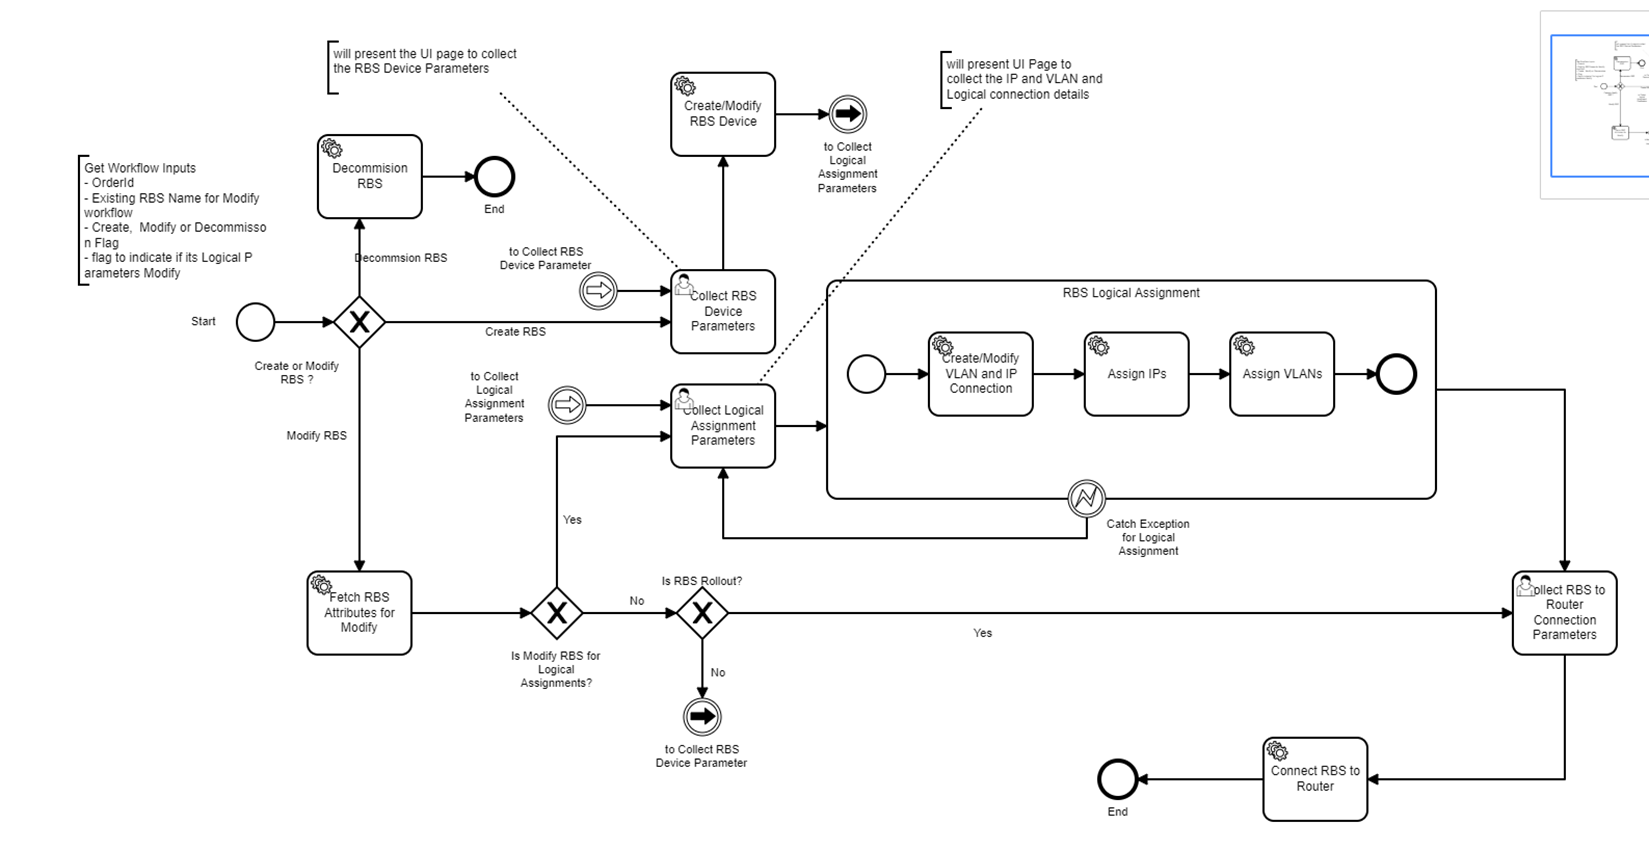 will present the UI page to collect
the RBS Device Parameters
will present UI Page to
collect the IP and VLAN and
Logical connection details
Create/Modify
RBS Device
to Collect
Logical
Assignment
Parameters
Get Workflow Inputs
- OrderId
- Existing RBS Name for Modify
workflow
- Create, Modify or Decommisso
n Flag
- flag to indicate if its Logical P
arameters Modify
Decommision
RBS
End
Decommsion RBS
to Collect RBS
Device Parameter
Collect RBS
Device
Parameters
Start
Create RBS
Create or Modify
RBS ?
Modify RBS
to Collect
Logical
Assignment
Parameters
Collect Logical
Assignment
Parameters
RBS Logical Assignment
Create/Modify
VLAN and IP
Connection
Assign IPs
Assign VLANs
Catch Exception
for Logical
Assignment
Yes
Fetch RBS
Attributes for
Modify
Is Modify RBS for
Logical
Assignments?
No
Is RBS Rollout?
Yes
No
to Collect RBS
Device Parameter
Collect RBS to
Router
Connection
Parameters
Connect RBS to
Router
End